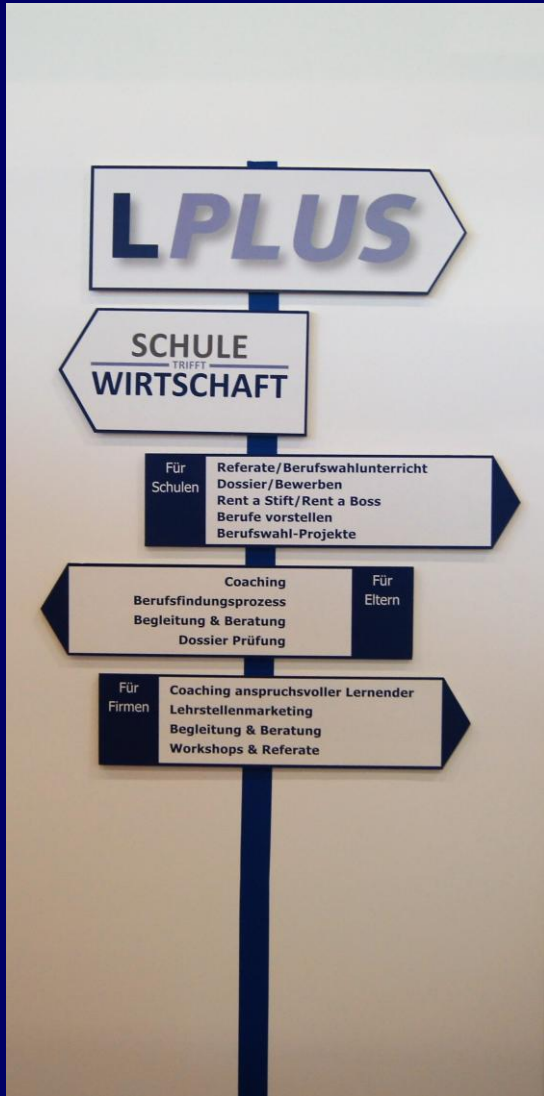 L PLUS
SCHULE
TRIFFT
WIRTSCHAFT
Für
Schulen
Referate/Berufswahlunterricht
Dossier/Bewerben
Rent a Stift/Rent a Boss
Berufe vorstellen
Berufswahl-Projekte
Coaching
Berufsfindungsprozess
Begleitung & Beratung
Dossier Prüfung
Für
Eltern
Für
Firmen
Coaching anspruchsvoller Lernender
Lehrstellenmarketing
Begleitung & Beratung
Workshops & Referate